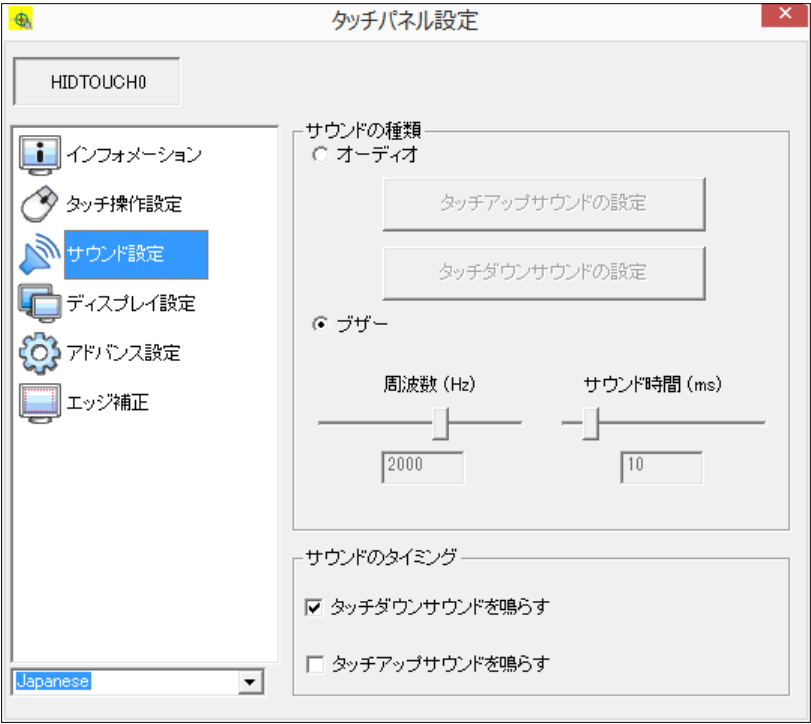 タッチパネル設定
HIDTOUCH0
インフォメーション
タッチ操作設定
サウンド設定
ディスプレイ設定
アドバンス設定
エッジ補正
Japanese
サウンドの種類
オーディオ
タッチアップサウンドの設定
タッチダウンサウンドの設定
ブザー
周波数 (Hz)
サウンド時間 (ms)
2000
10
サウンドのタイミング
タッチダウンサウンドを鳴らす
タッチアップサウンドを鳴らす